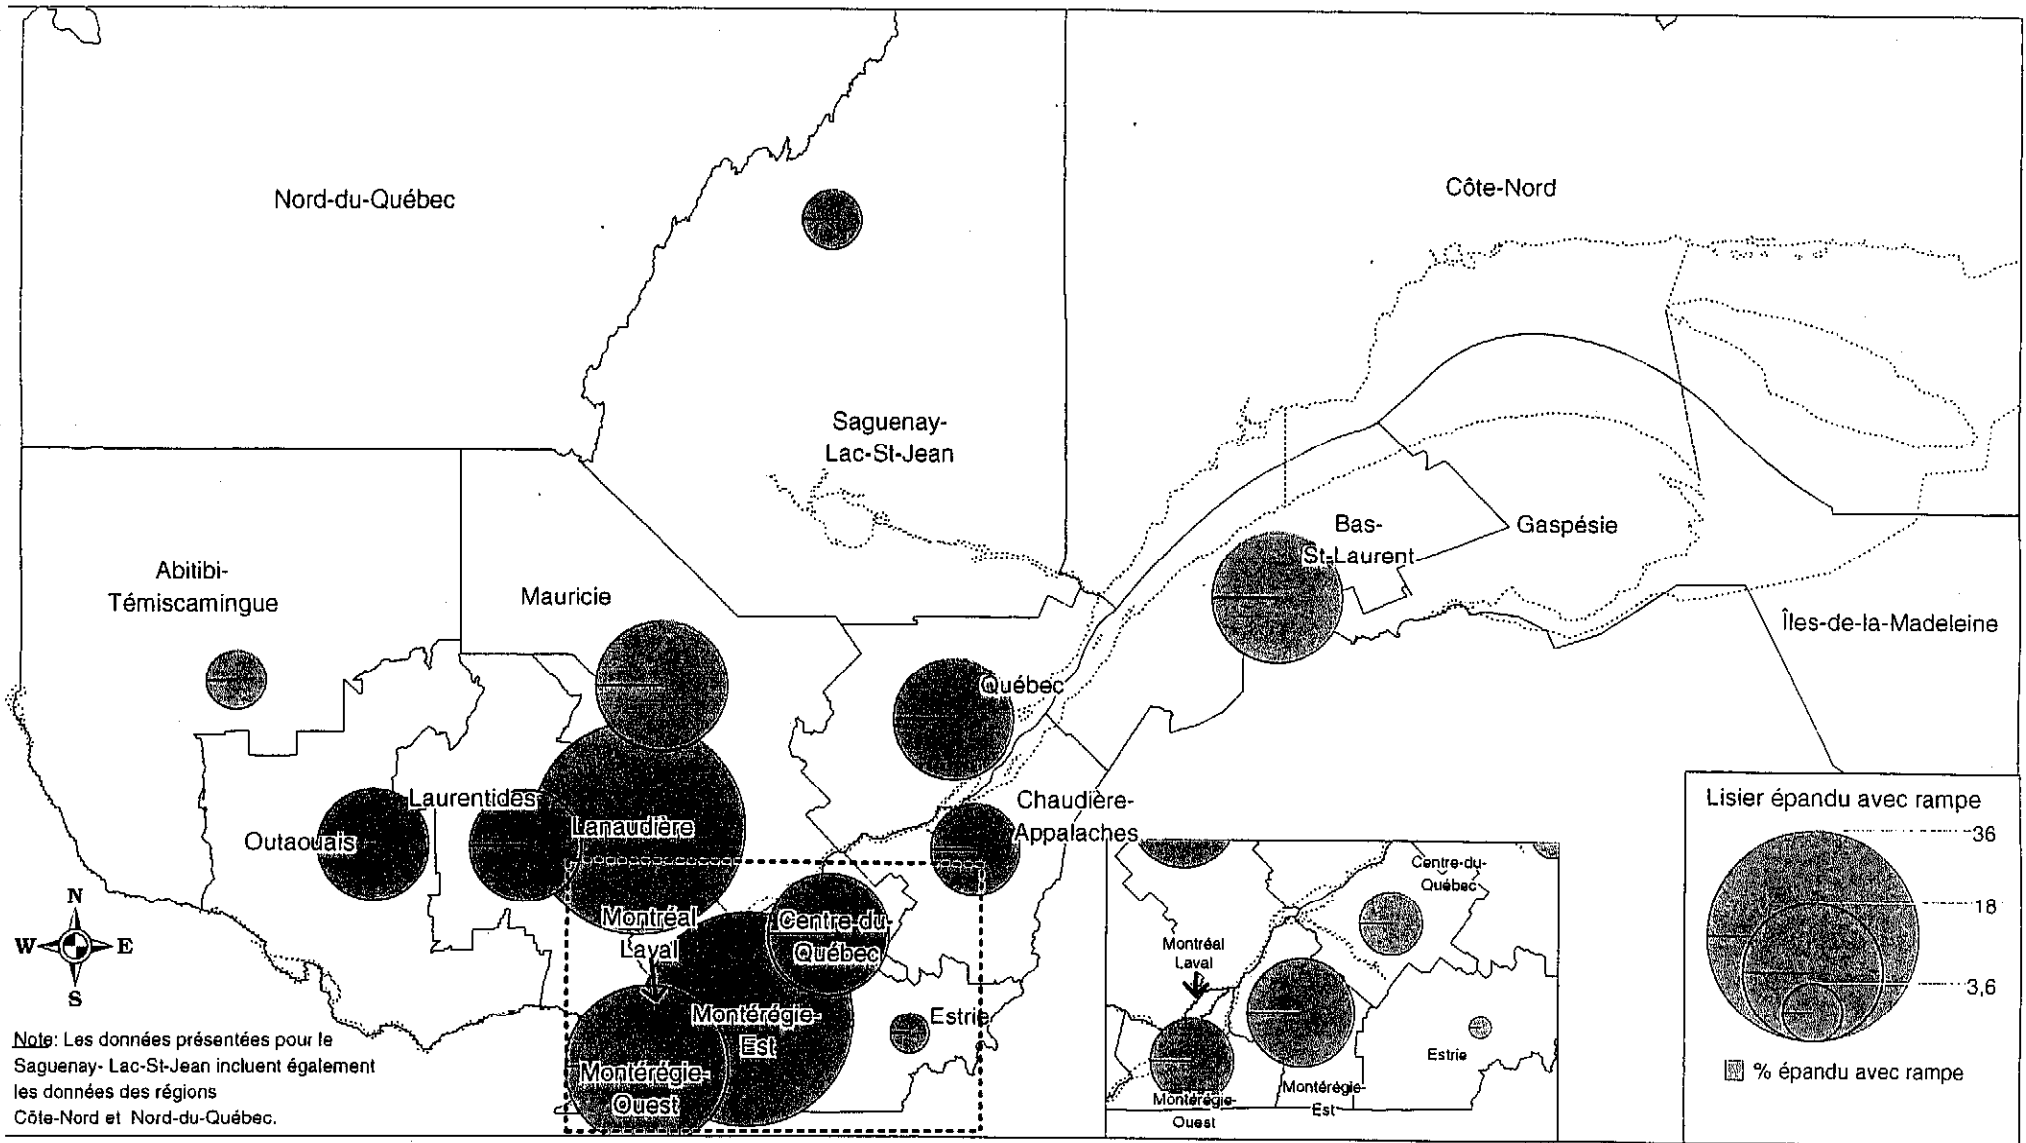 Nord-du-Québec
Côte-Nord
Saguenay-
Lac-St-Jean
Bas-
St-Laurent
Gaspésie
Abitibi-
Témiscamingue
Mauricie
Îles-de-la-Madeleine
Québec
Laurentides
Outaouais
Lanaudière
Chaudière-
Appalaches
Montréal
Laval
Centre-du-
Québec
Montérégie-
Est
Estrie
Montérégie-
Ouest
N
W E
S
Note: Les données présentées pour le
Saguenay- Lac-St-Jean incluent également
les données des régions
Côte-Nord et Nord-du-Québec.
Centre-du-
Québec
Montréal
Laval
Estrie
Montérégie-
Est
Montérégie-
Ouest
Lisier épandu avec rampe
36
18
3,6
% épandu avec rampe